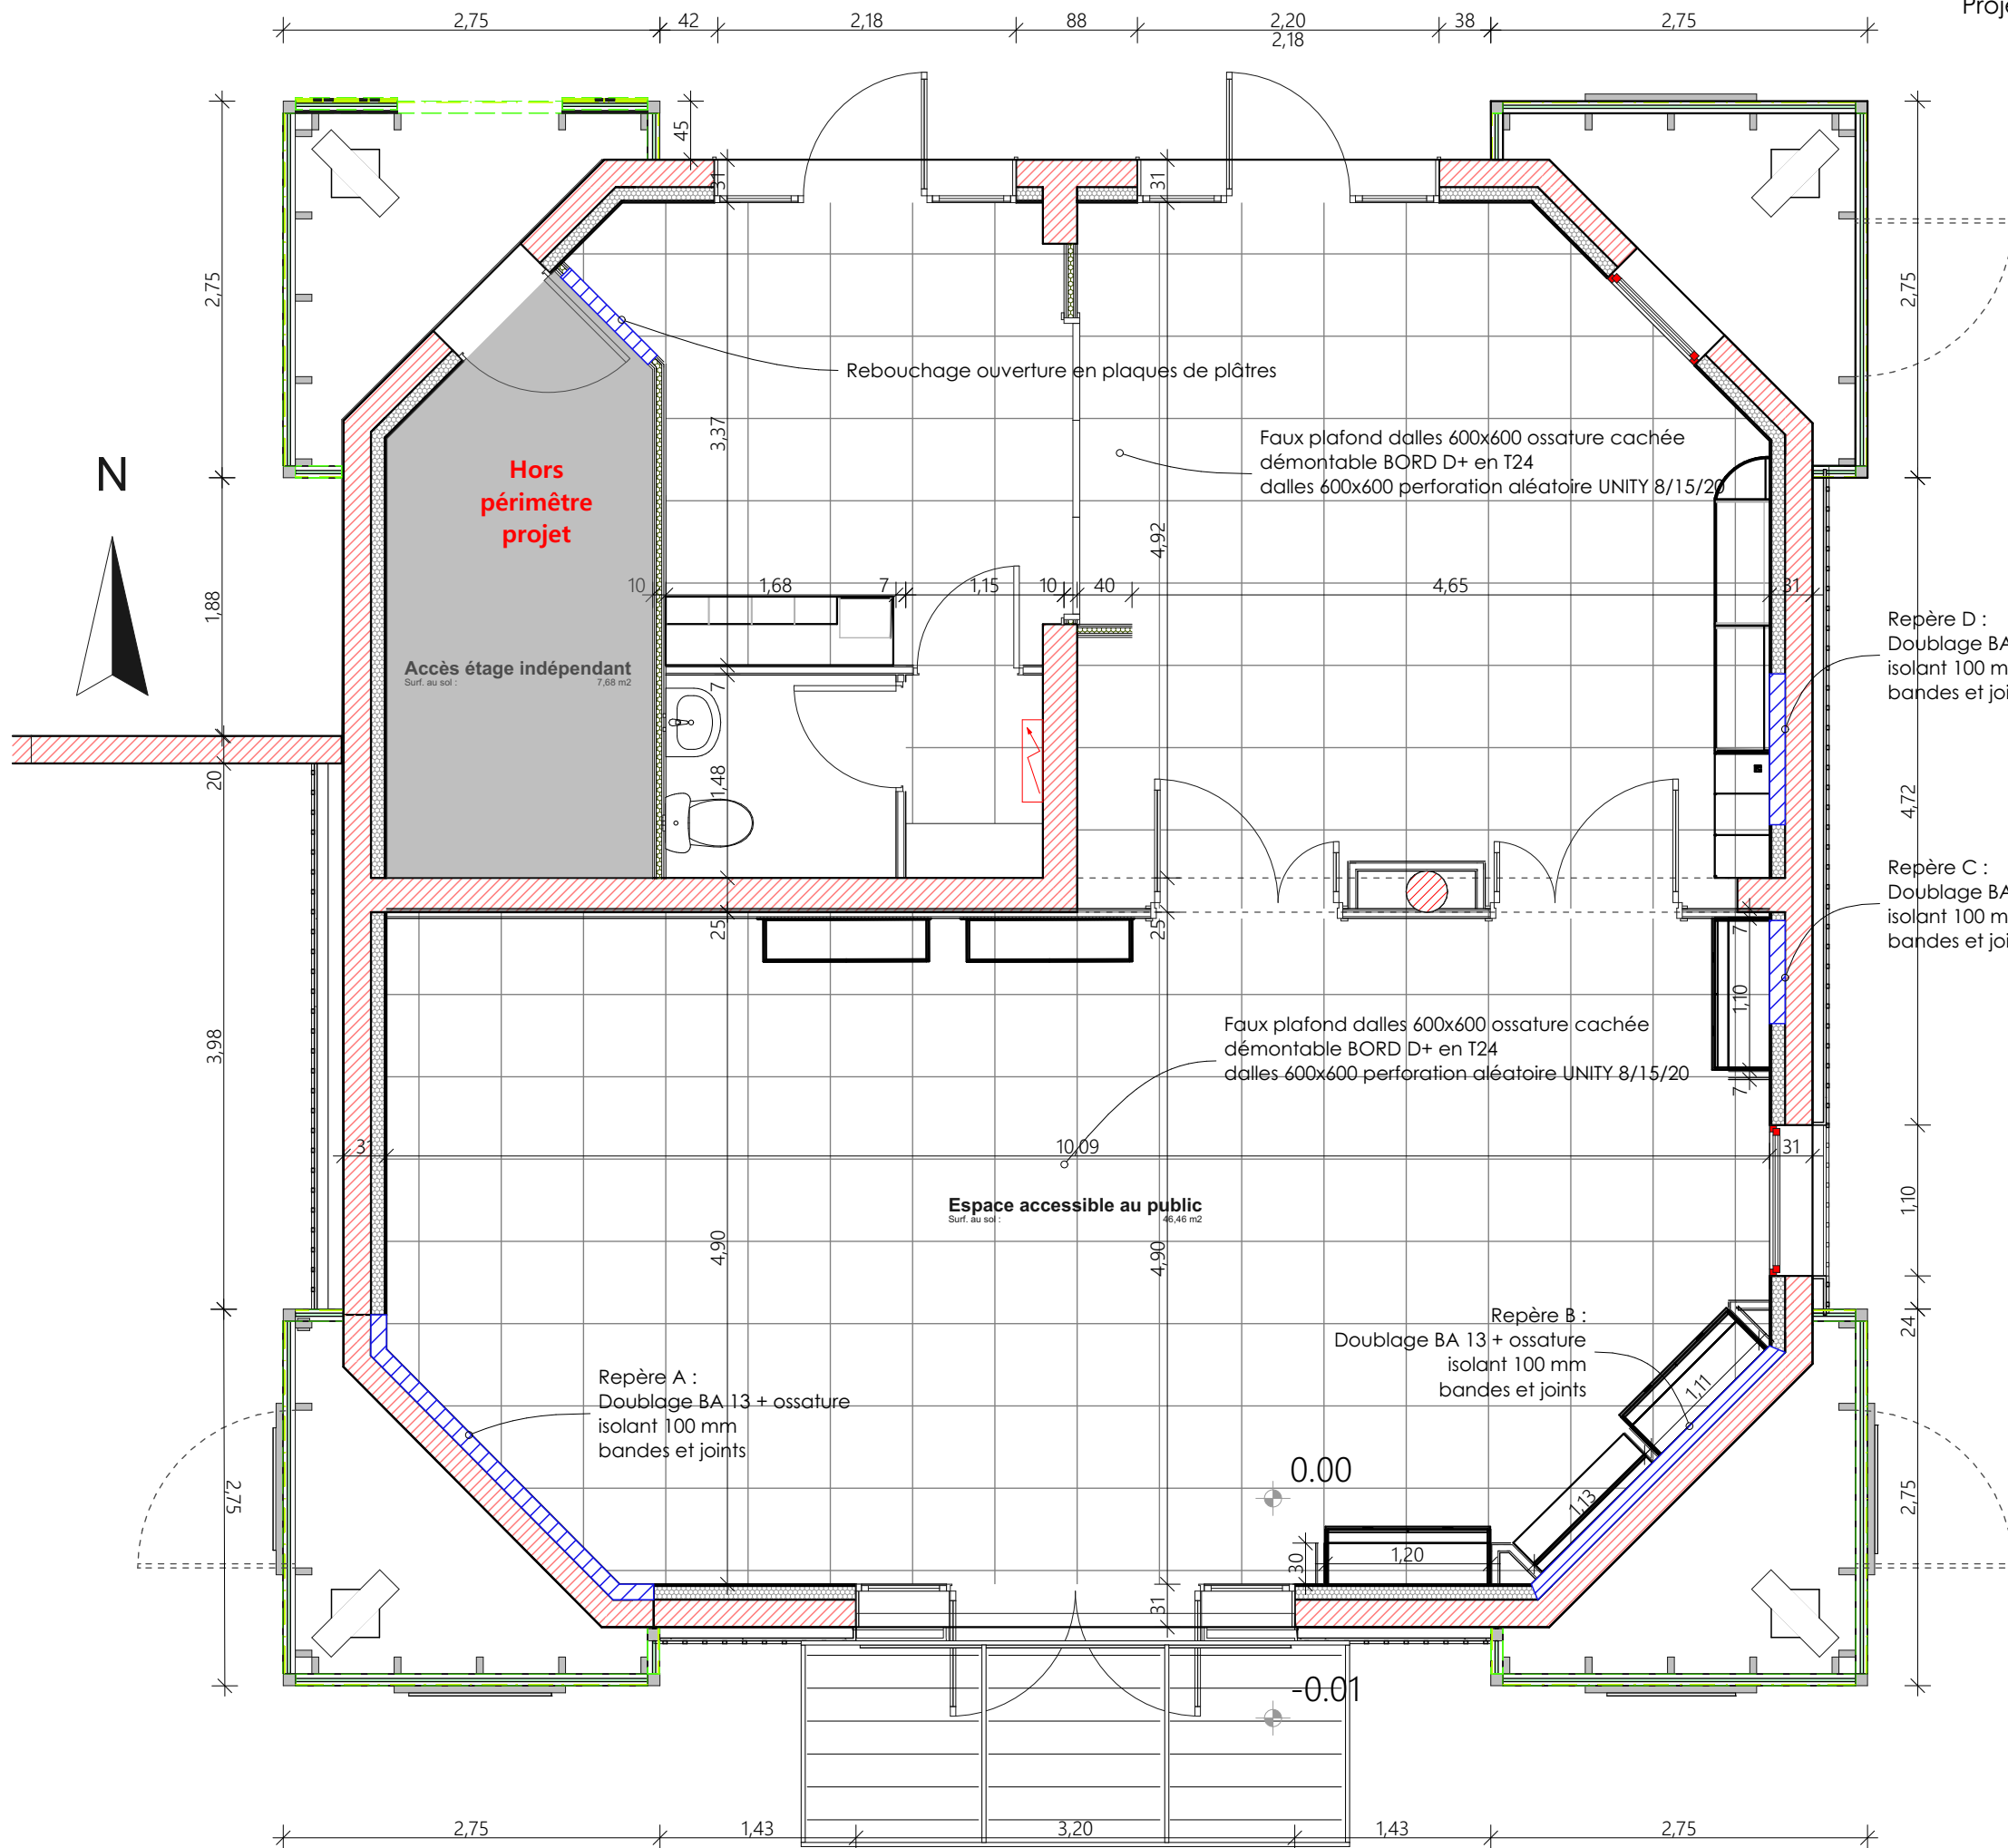 Proje
2,75
42
2,18
88
2,20
2,18
38
2,75
45
31
31
2,75
2,75
Rebouchage ouverture en plaques de plâtres
3,37
Faux plafond dalles 600x600 ossature cachée
démontable BORD D+ en T24
dalles 600x600 perforation aléatoire UNITY 8/15/20
N
Hors
périmêtre
projet
4,92
10
1,68
7
1,15
10
40
4,65
31
1,88
Repère D :
Doublage BA
isolant 100 m
bandes et joi
Accès étage indépendant
Surf. au sol :
7,68 m2
7
20
1,48
4,72
Repère C :
Doublage BA
isolant 100 m
bandes et joi
25
25
7
1,10
7
3,98
Faux plafond dalles 600x600 ossature cachée
démontable BORD D+ en T24
dalles 600x600 perforation aléatoire UNITY 8/15/20
31
10,09
31
Espace accessible au public
Surf. au sol :
46,46 m2
1,10
4,90
4,90
24
Repère B :
Doublage BA 13 + ossature
isolant 100 mm
bandes et joints
Repère A :
Doublage BA 13 + ossature
isolant 100 mm
bandes et joints
1,11
0.00
2,75
1,13
2,75
30
1,20
31
-0.01
2,75
1,43
3,20
1,43
2,75